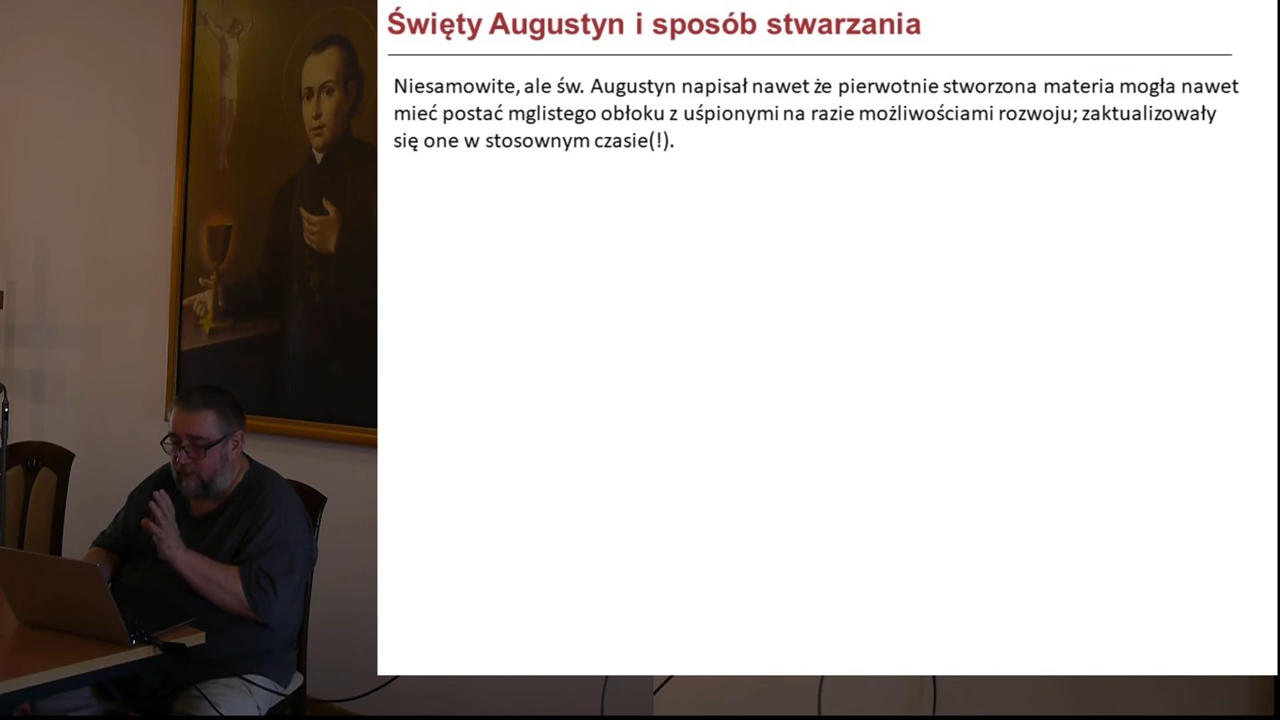 Święty Augustyn i sposób stwarzania
Niesamowite, ale św. Augustyn napisał nawet że pierwotnie stworzona materia mogła nawet
mieć postać mglistego obłoku z uśpionymi na razie możliwościami rozwoju; zaktualizowały
się one w stosownym czasie(!).